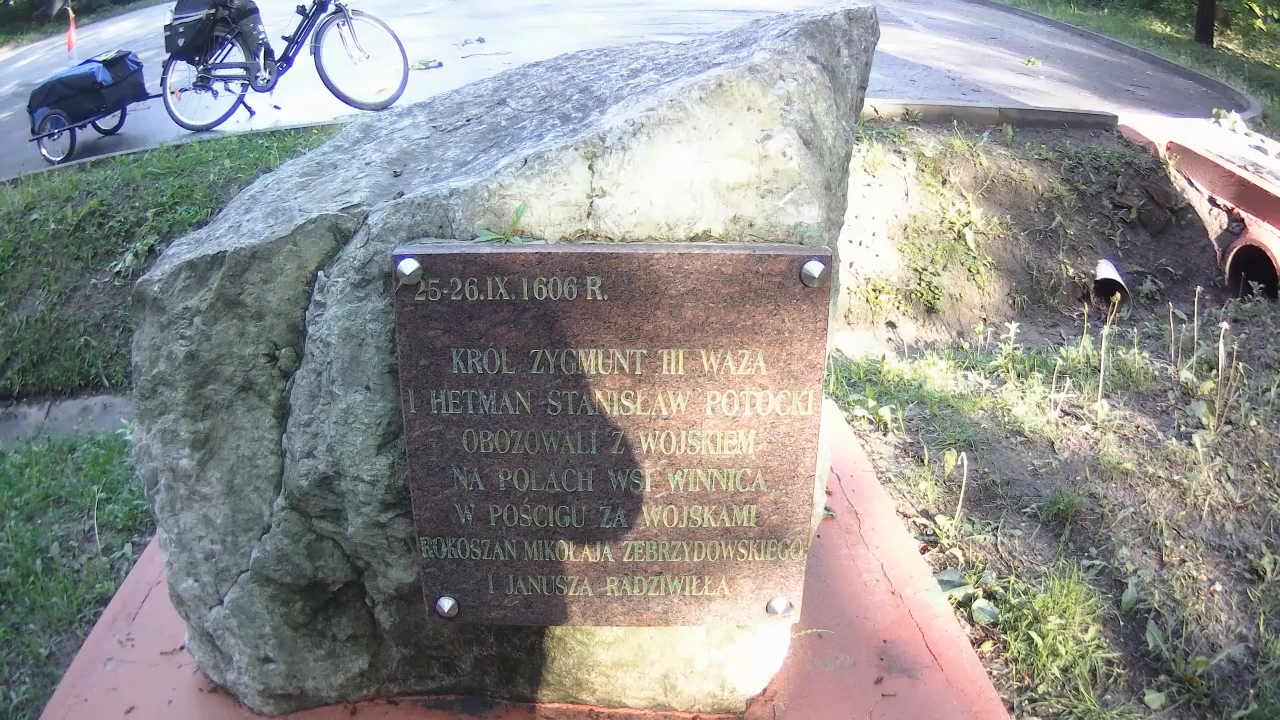 25-26.IX.1606 R.
KRÓL ZYGMUNT III WAZA
I HETMAN STANISŁAW POTOCKI
OBOZOWALI Z WOJSKIEM
NA POLACH WSI WINNICA
W POŚCIGU ZA WOJSKAMI
ROKOSZAN MIKOŁAJA ZEBRZYDOWSKIEGO
I JANUSZA RADZIWIŁŁA